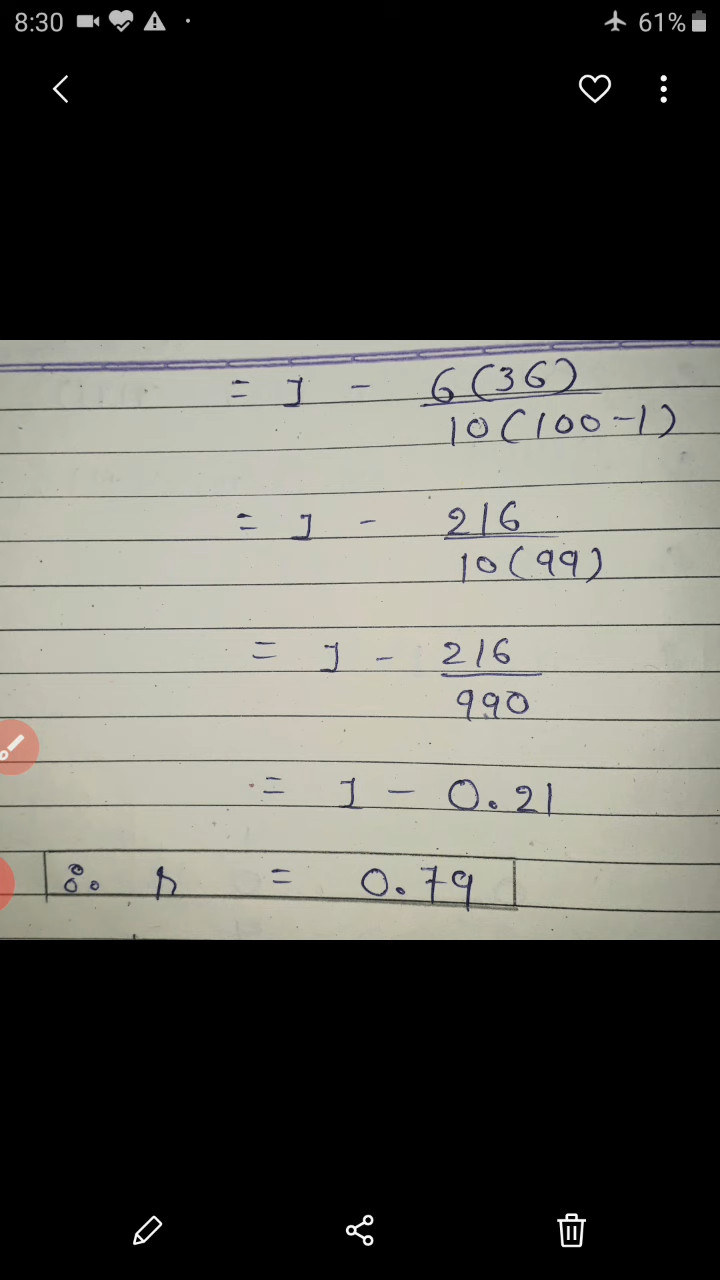 8:30 61%
= 1 - 6(36)
10(100-1)
= 1 - 216
10(99)
= 1 - 216
990
= 1 - 0.21
∴ r = 0.79